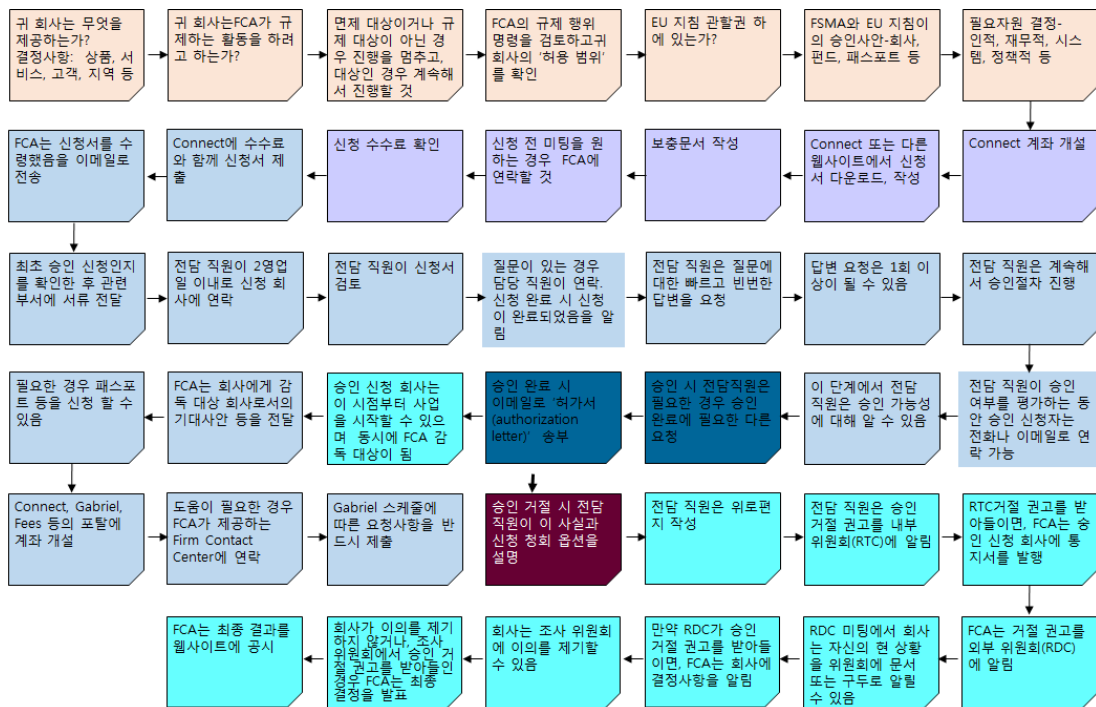 귀 회사는 무엇을
제공하는가?
결정사항: 상품, 서
비스, 고객, 지역 등
귀 회사는FCA가 규
제하는 활동을 하려
고 하는가?
면제 대상이거나 규
제 대상이 아닌 경
우 진행을 멈추고,
대상인 경우 계속해
서 진행할 것
FCA의 규제 행위
명령을 검토하고귀
회사의 '허용 범위'
를 확인
EU 지침 관할권 하
에 있는가?
FSMA와 EU 지침이
의 승인사안-회사,
펀드, 패스포트 등
필요자원 결정-
인적, 재무적, 시스
템, 정책적 등
Connect 계좌 개설
Connect 또는 다른
웹사이트에서 신청
서 다운로드, 작성
보충문서 작성
신청 전 미팅을 원
하는 경우 FCA에
연락할 것
신청 수수료 확인
Connect에 수수료
와 함께 신청서 제
출
FCA는 신청서를 수
령했음을 이메일로
전송
최초 승인 신청인지
를 확인한 후 관련
부서에 서류 전달
전담 직원이 2영업
일 이내로 신청 회
사에 연락
전담 직원이 신청서
검토
질문이 있는 경우
담당 직원이 연락.
신청 완료 시 신청
이 완료되었음을 알
림
전담 직원은 질문에
대한 빠르고 빈번한
답변을 요청
답변 요청은 1회 이
상이 될 수 있음
전담 직원은 계속해
서 승인절차 진행
전담 직원이 승인
여부를 평가하는 동
안 승인 신청자는
전화나 이메일로 연
락 가능
이 단계에서 전담
직원은 승인 가능성
에 대해 알 수 있음
승인 시 전담직원은
필요한 경우 승인
완료에 필요한 다른
요청
승인 완료 시
이메일로 '허가서
(authorization
letter)' 송부
승인 신청 회사는
이 시점부터 사업
을 시작할 수 있으
며 동시에 FCA 감
독 대상이 됨
FCA는 회사에게 감
독 대상 회사로서의
기대사안 등을 전달
필요한 경우 패스포
트 등을 신청 할 수
있음
Connect, Gabriel,
Fees 등의 포탈에
계좌 개설
도움이 필요한 경우
FCA가 제공하는
Firm Contact
Center에 연락
Gabriel 스케줄에
따른 요청사항을 반
드시 제출
승인 거절 시 전담
직원이 이 사실과
신청 청회 옵션을
설명
전담 직원은 위로편
지 작성
전담 직원은 승인
거절 권고를 내부
위원회(RTC)에 알림
RTC거절 권고를 받
아들이면, FCA는 승
인 신청 회사에 통
지서를 발행
FCA는 거절 권고를
외부 위원회(RDC)
에 알림
RDC 미팅에서 회사
는 자신의 현 상황
을 위원회에 문서
또는 구두로 알릴
수 있음
만약 RDC가 승인
거절 권고를 받아들
이면, FCA는 회사에
결정사항을 알림
회사는 조사 위원회
에 이의를 제기할
수 있음
회사가 이의를 제기
하지 않거나, 조사
위원회에서 승인 거
절 권고를 받아들인
경우 FCA는 최종
결정을 발표
FCA는 최종 결과를
웹사이트에 공시